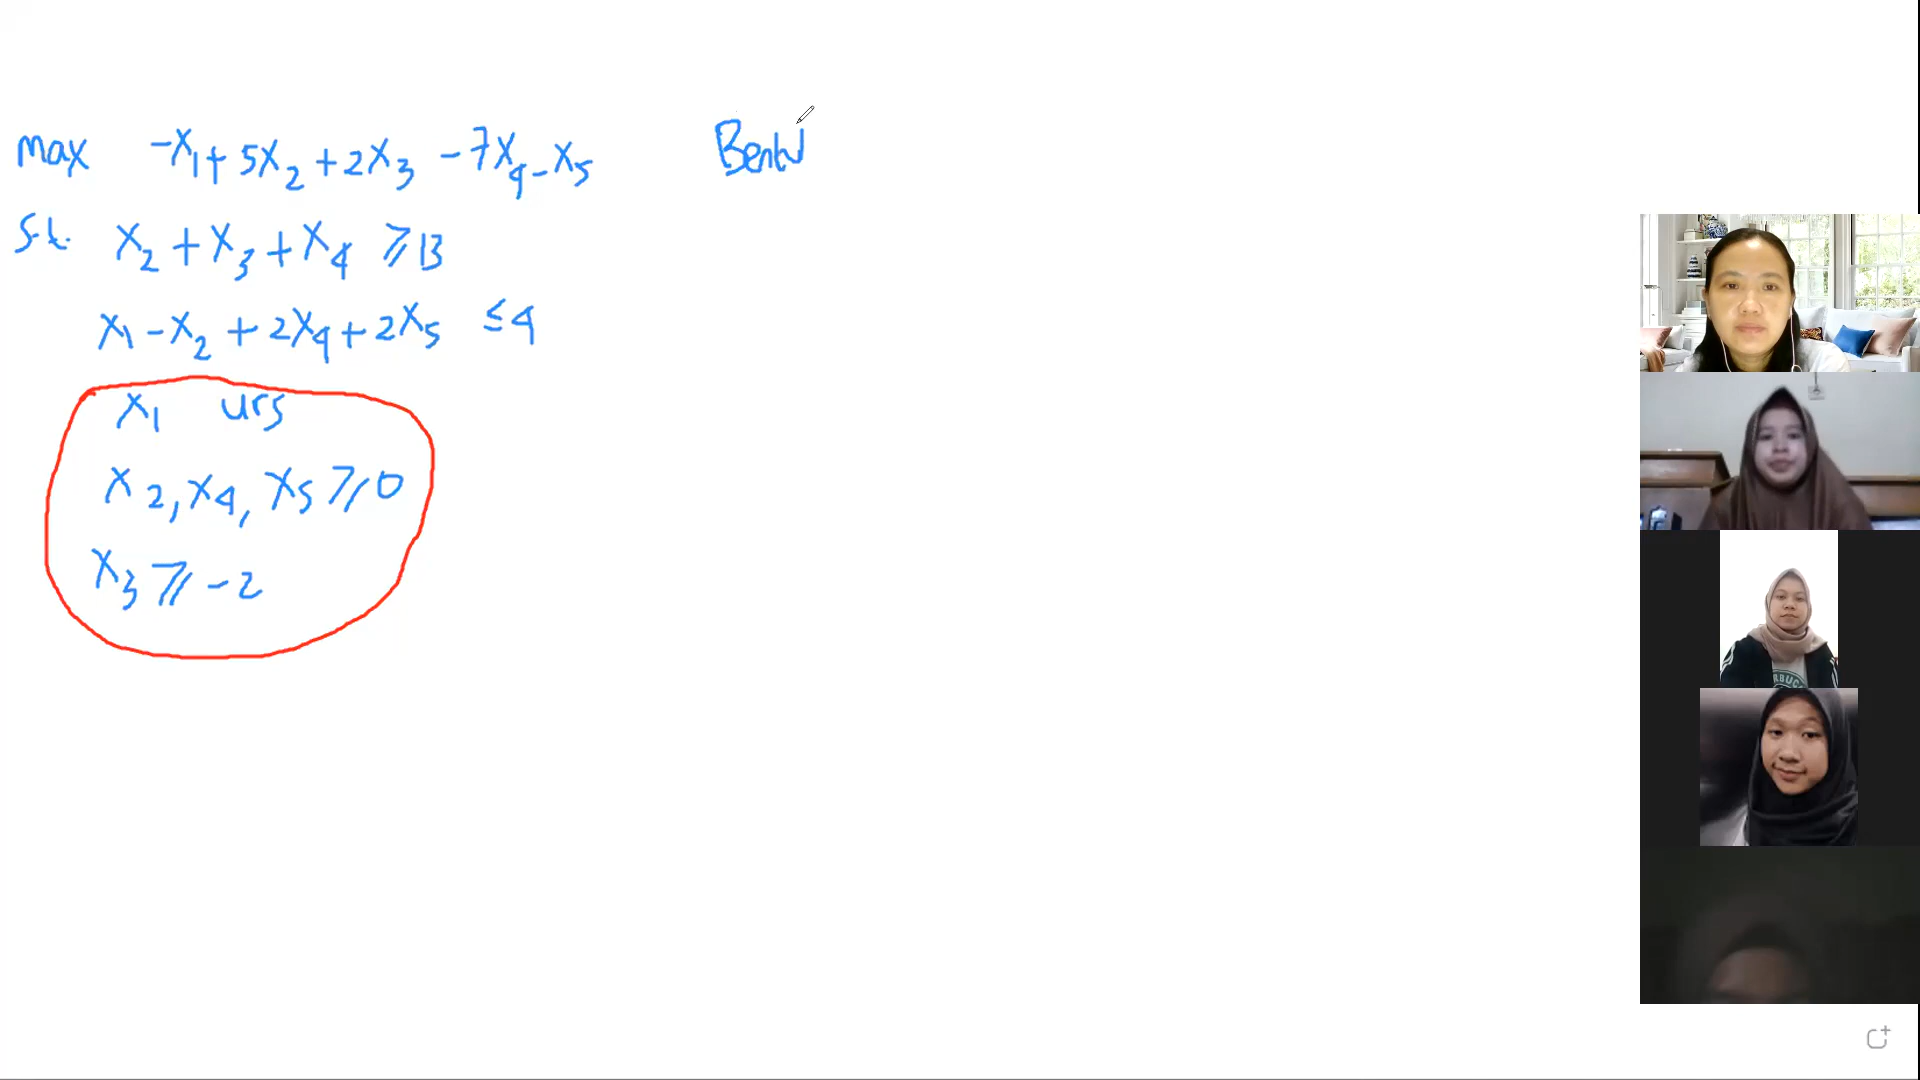 max -x₁ + 5x₂ + 2x₃ - 7x₄ - x₅
s.t. x₂ + x₃ + x₄ ≥ 13
x₁ - x₂ + 2x₄ + 2x₅ ≤ 4
x₁ urs
x₂, x₄, x₅ ≥ 0
x₃ ≥ -2
Bentu